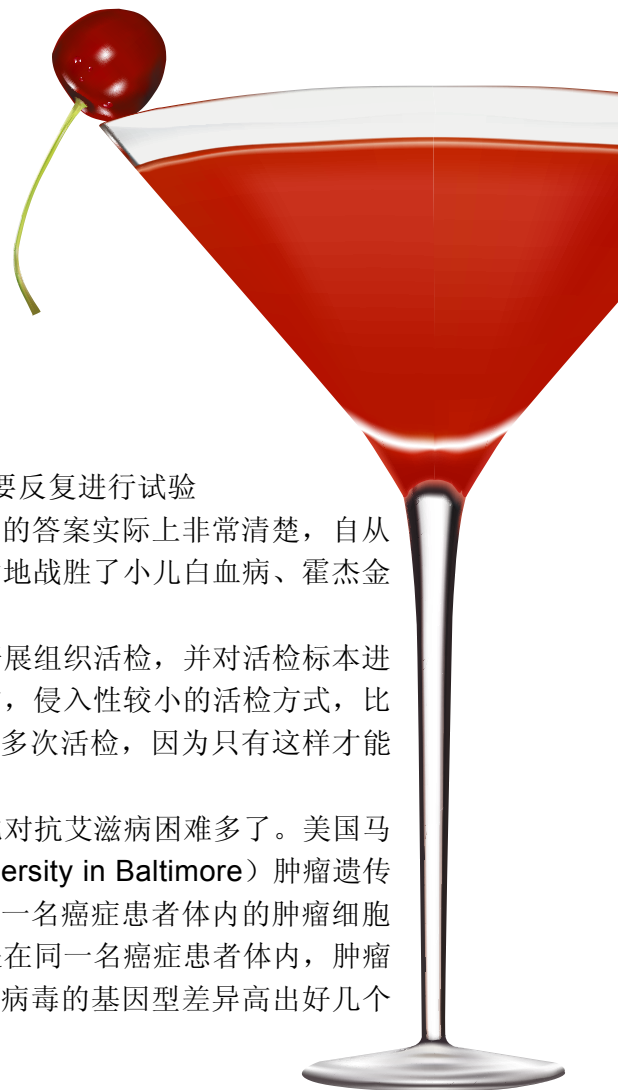 要反复进行试验
的答案实际上非常清楚，自从
地战胜了小儿白血病、霍杰金
展组织活检，并对活检标本进
，侵入性较小的活检方式，比
多次活检，因为只有这样才能
对抗艾滋病困难多了。美国马
ersity in Baltimore）肿瘤遗传
一名癌症患者体内的肿瘤细胞
在同一名癌症患者体内，肿瘤
病毒的基因型差异高出好几个